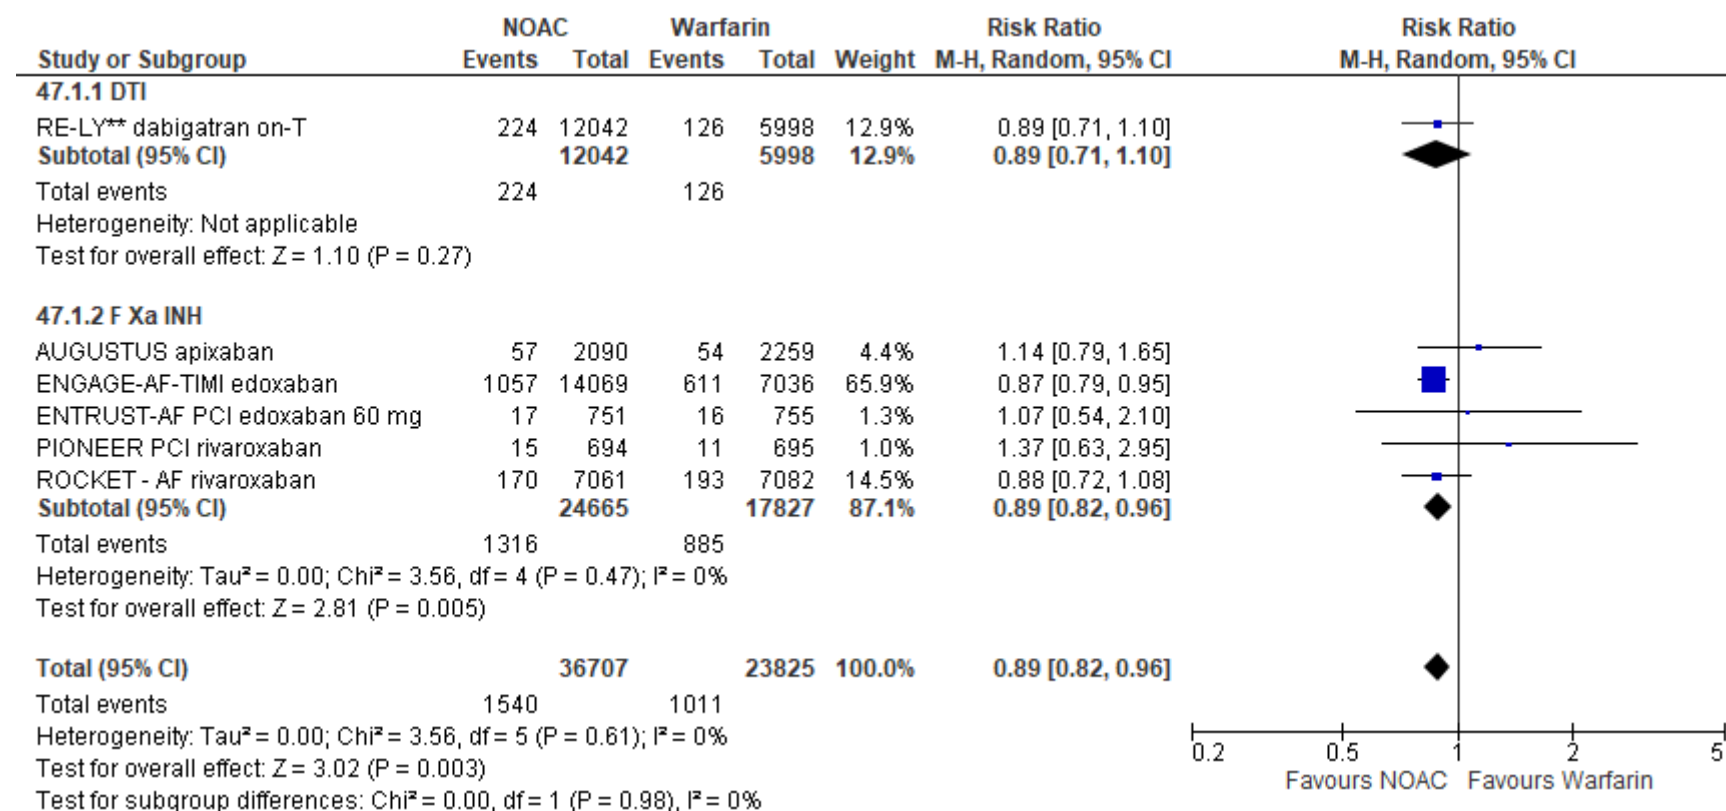 NOAC Warfarin Risk Ratio Risk Ratio
Study or Subgroup Events Total Events Total Weight M-H, Random, 95% CI M-H, Random, 95% CI
47.1.1 DTI
RE-LY** dabigatran on-T 224 12042 126 5998 12.9% 0.89 [0.71, 1.10]
Subtotal (95% CI) 12042 5998 12.9% 0.89 [0.71, 1.10]
Total events 224 126
Heterogeneity: Not applicable
Test for overall effect: Z = 1.10 (P = 0.27)
47.1.2 F Xa INH
AUGUSTUS apixaban 57 2090 54 2259 4.4% 1.14 [0.79, 1.65]
ENGAGE-AF-TIMI edoxaban 1057 14069 611 7036 65.9% 0.87 [0.79, 0.95]
ENTRUST-AF PCI edoxaban 60 mg 17 751 16 755 1.3% 1.07 [0.54, 2.10]
PIONEER PCI rivaroxaban 15 694 11 695 1.0% 1.37 [0.63, 2.95]
ROCKET - AF rivaroxaban 170 7061 193 7082 14.5% 0.88 [0.72, 1.08]
Subtotal (95% CI) 24665 17827 87.1% 0.89 [0.82, 0.96]
Total events 1316 885
Heterogeneity: Tau² = 0.00; Chi² = 3.56, df = 4 (P = 0.47); I² = 0%
Test for overall effect: Z = 2.81 (P = 0.005)
Total (95% CI) 36707 23825 100.0% 0.89 [0.82, 0.96]
Total events 1540 1011
Heterogeneity: Tau² = 0.00; Chi² = 3.56, df = 5 (P = 0.61); I² = 0%
Test for overall effect: Z = 3.02 (P = 0.003)
Test for subgroup differences: Chi² = 0.00, df = 1 (P = 0.98), I² = 0%
0.2 0.5 1 2 5
Favours NOAC Favours Warfarin